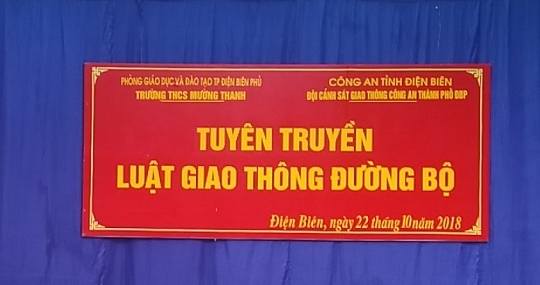 PHÒNG GIÁO DỤC VÀ ĐÀO TẠO TP ĐIỆN BIÊN PHỦ
TRƯỜNG THCS MƯỜNG THANH
CÔNG AN TỈNH ĐIỆN BIÊN
ĐỘI CẢNH SÁT GIAO THÔNG CÔNG AN THÀNH PHỐ ĐBP
TUYÊN TRUYỀN
LUẬT GIAO THÔNG ĐƯỜNG BỘ
Điện Biên, ngày 22 tháng 10 năm 2018